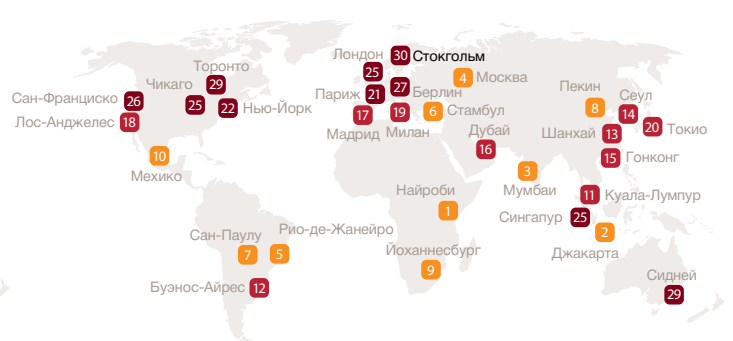 Лондон
30
Стокгольм
Торонто
25
4
Москва
Чикаго
29
27
Париж
21
Берлин
Пекин
Сан-Франциско
26
25
22
Нью-Йорк
8
Сеул
Лос-Анджелес
18
17
19
6
Стамбул
14
Мадрид
Милан
Дубай
Шанхай
13
20
Токио
10
16
15
Гонконг
Мехико
3
Мумбаи
Найроби
11
Куала-Лумпур
1
Сингапур
25
Сан-Паулу
Рио-де-Жанейро
2
7
5
Йоханнесбург
Джакарта
9
Сидней
Буэнос-Айрес
12
29